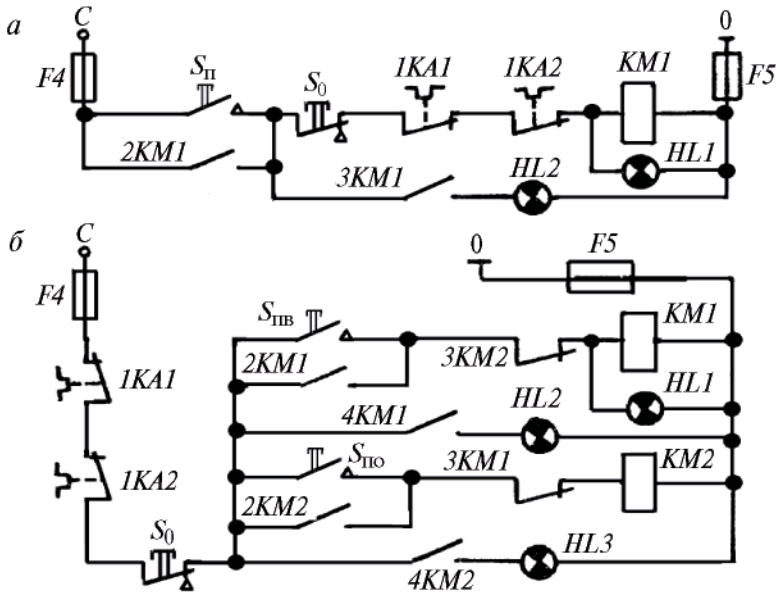 а
C
F4
Sп
S0
1KA1
1KA2
KM1
0
F5
2KM1
3KM1
HL2
HL1
б
C
F4
0
F5
1KA1
1KA2
S0
Sпв
2KM1
3KM2
KM1
HL1
4KM1
HL2
Sпо
2KM2
3KM1
KM2
4KM2
HL3